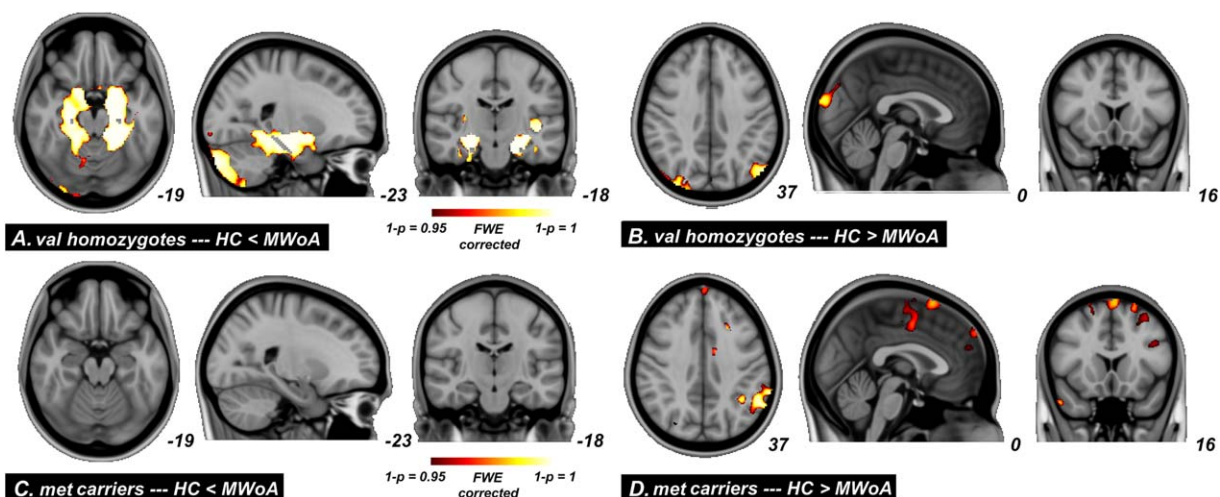 -19
-23
-18
37
0
16
1-p = 0.95 FWE corrected 1-p = 1
A. val homozygotes --- HC < MWoA
B. val homozygotes --- HC > MWoA
-19
-23
-18
37
0
16
1-p = 0.95 FWE corrected 1-p = 1
C. met carriers --- HC < MWoA
D. met carriers --- HC > MWoA